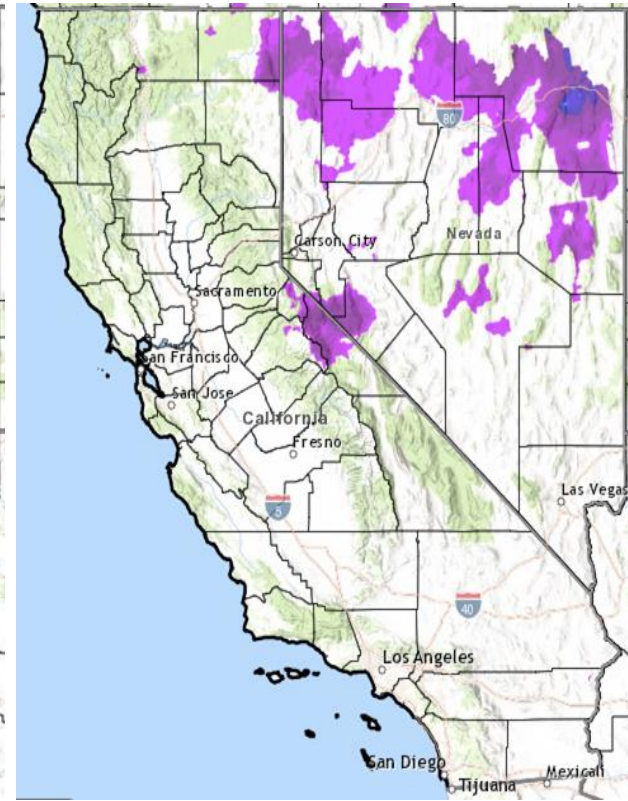 80
Nevada
Carson City
Sacramento
San Francisco
San Jose
California
Fresno
5
Las Vegas
40
Los Angeles
San Diego
Tijuana
Mexicali